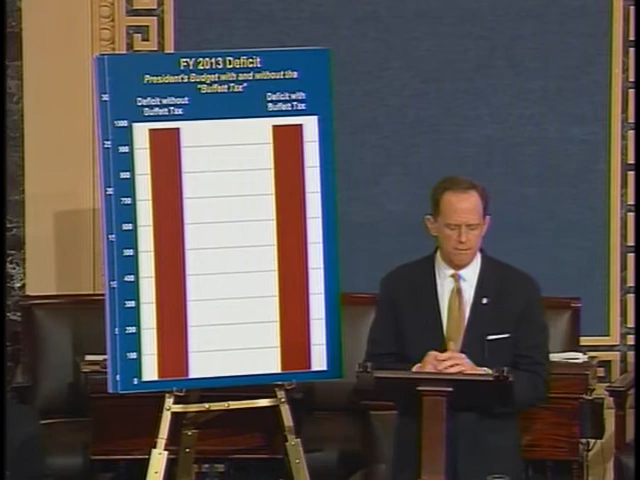 FY 2013 Deficit
President's Budget with and without the
"Buffett Tax"
Deficit without
Buffett Tax
Deficit with
Buffett Tax
1000
900
800
700
600
500
400
300
200
100
0